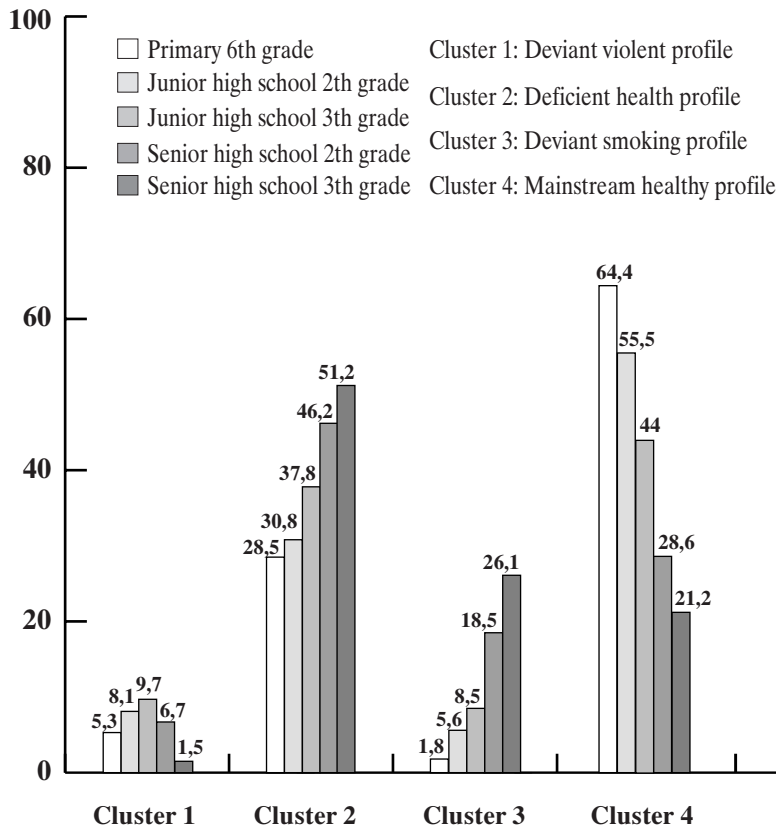 100
80
60
40
20
0
Primary 6th grade
Junior high school 2th grade
Junior high school 3th grade
Senior high school 2th grade
Senior high school 3th grade
Cluster 1: Deviant violent profile
Cluster 2: Deficient health profile
Cluster 3: Deviant smoking profile
Cluster 4: Mainstream healthy profile
5,3
8,1
9,7
6,7
1,5
28,5
30,8
37,8
46,2
51,2
1,8
5,6
8,5
18,5
26,1
64,4
55,5
44
28,6
21,2
Cluster 1
Cluster 2
Cluster 3
Cluster 4